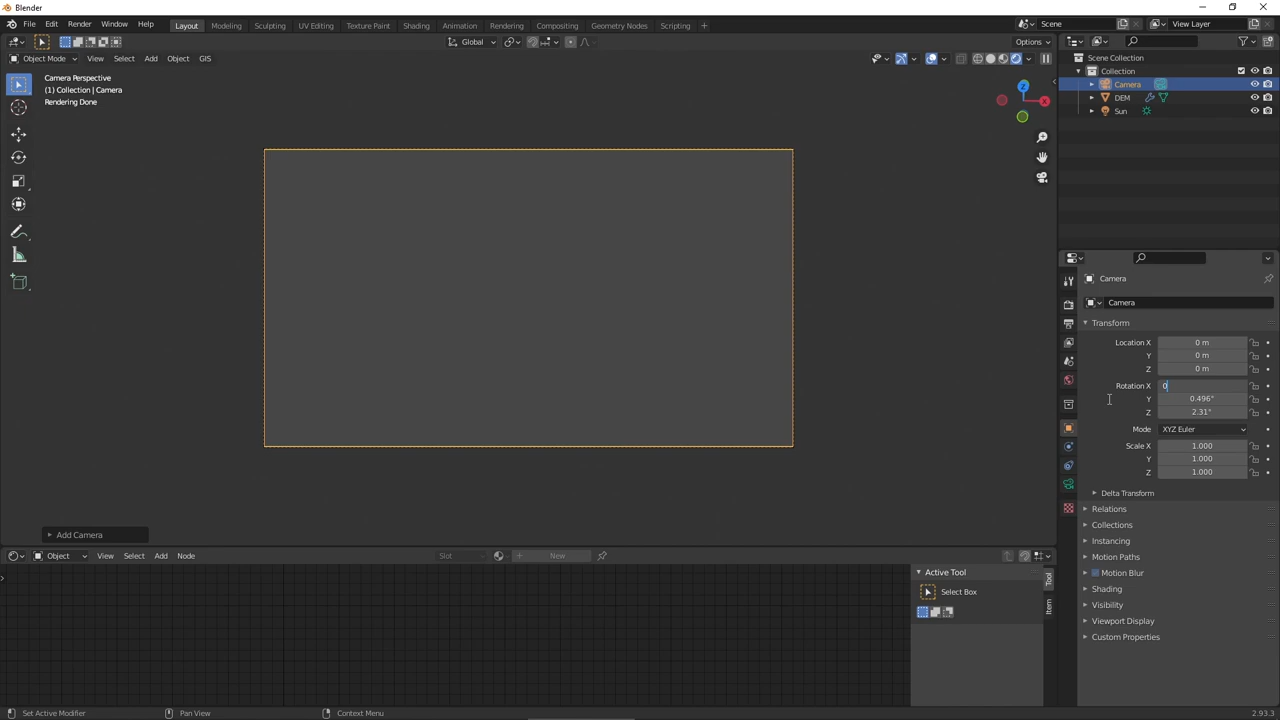 Blender
File Edit Render Window Help Layout Modeling Sculpting UV Editing Texture Paint Shading Animation Rendering Compositing Geometry Nodes Scripting + Scene View Layer
Global Options
Object Mode View Select Add Object GIS
Camera Perspective
(1) Collection | Camera
Rendering Done
Z
X
Scene Collection
Collection
Camera
DEM
Sun
Camera
Camera
Transform
Location X 0 m
Y 0 m
Z 0 m
Rotation X 0
Y 0.496°
Z 2.31°
Mode XYZ Euler
Scale X 1.000
Y 1.000
Z 1.000
Delta Transform
Relations
Collections
Instancing
Motion Paths
Motion Blur
Shading
Visibility
Viewport Display
Custom Properties
Add Camera
Object View Select Add Node Slot New
Active Tool
Select Box
Tool
Item
Set Active Modifier Pan View Context Menu 2.93.3